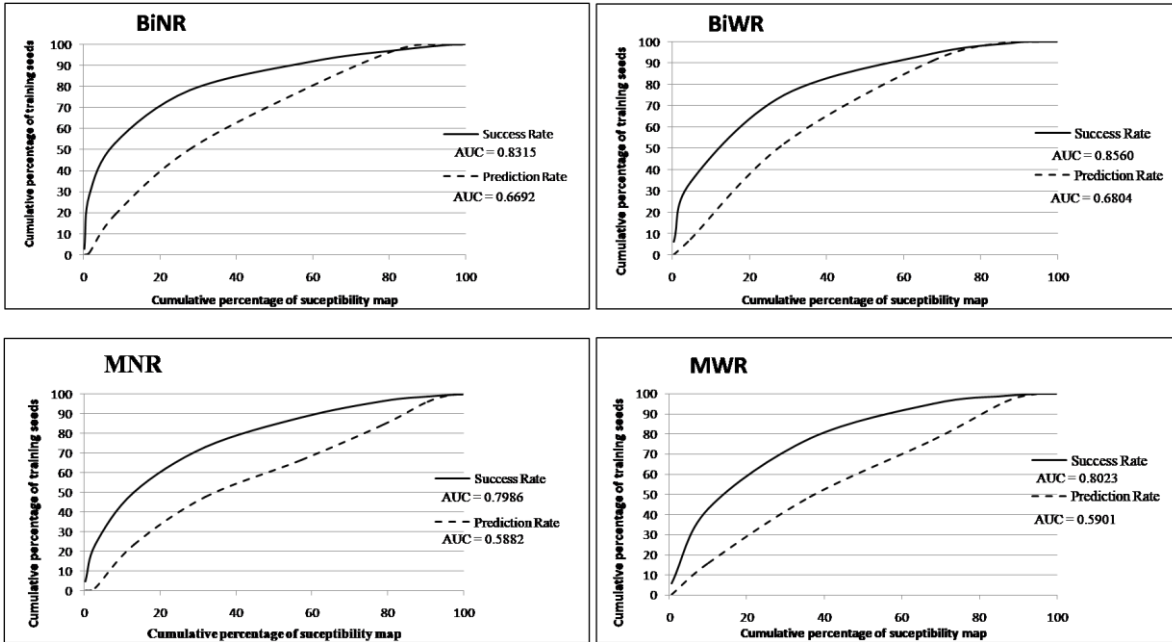 BiNR
Cumulative percentage of training seeds
100
90
80
70
60
50
40
30
20
10
0
0 20 40 60 80 100
Cumulative percentage of suceptibility map
Success Rate
AUC = 0.8315
Prediction Rate
AUC = 0.6692
BiWR
Cumulative percentage of training seeds
100
90
80
70
60
50
40
30
20
10
0
0 20 40 60 80 100
Cumulative percentage of suceptibility map
Success Rate
AUC = 0.8560
Prediction Rate
AUC = 0.6804
MNR
Cumulative percentage of training seeds
100
90
80
70
60
50
40
30
20
10
0
0 20 40 60 80 100
Cumulative percentage of suceptibility map
Success Rate
AUC = 0.7986
Prediction Rate
AUC = 0.5882
MWR
Cumulative percentage of training seeds
100
90
80
70
60
50
40
30
20
10
0
0 20 40 60 80 100
Cumulative percentage of suceptibility map
Success Rate
AUC = 0.8023
Prediction Rate
AUC = 0.5901